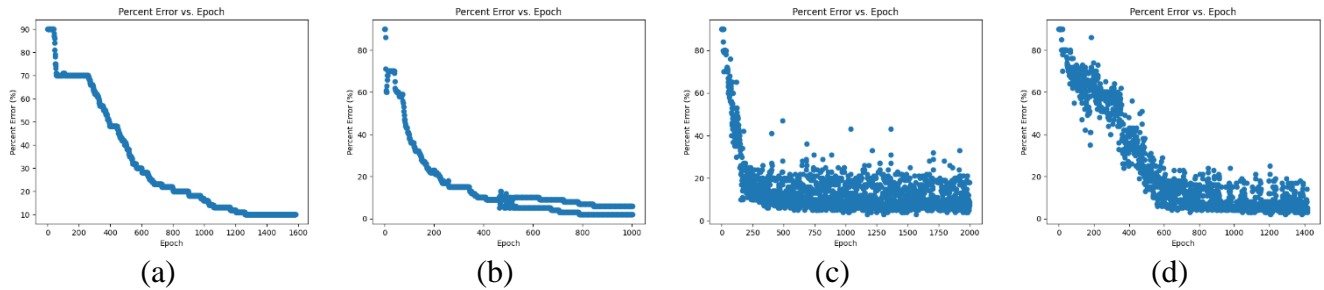 Percent Error vs. Epoch
Percent Error (%)
90
80
70
60
50
40
30
20
10
0 200 400 600 800 1000 1200 1400 1600
Epoch
(a)
Percent Error vs. Epoch
Percent Error (%)
80
60
40
20
0
0 200 400 600 800 1000
Epoch
(b)
Percent Error vs. Epoch
Percent Error (%)
80
60
40
20
0
0 250 500 750 1000 1250 1500 1750 2000
Epoch
(c)
Percent Error vs. Epoch
Percent Error (%)
80
60
40
20
0
0 200 400 600 800 1000 1200 1400
Epoch
(d)